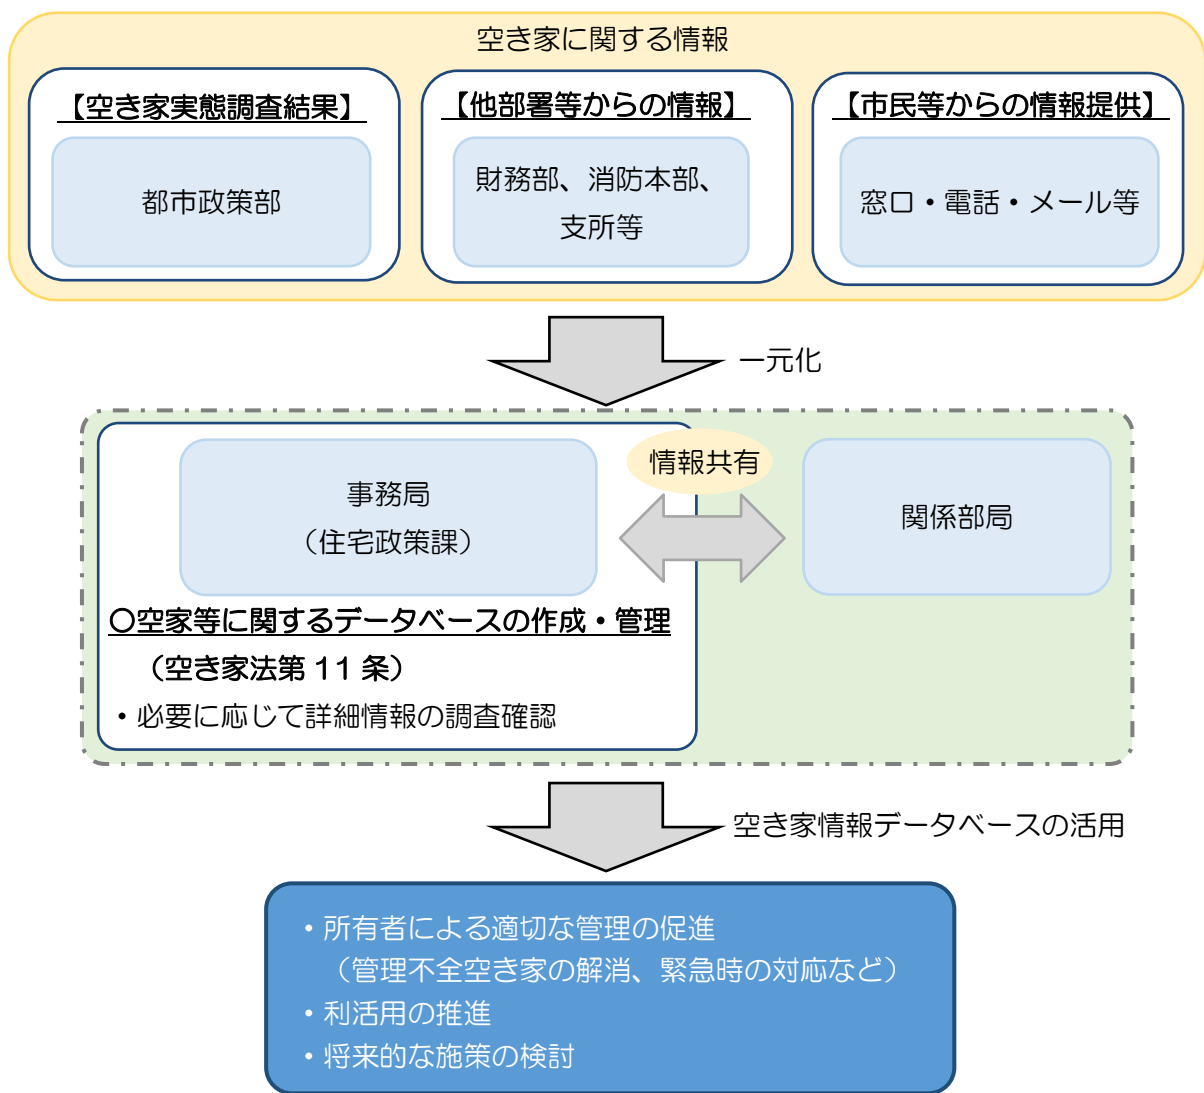 空き家に関する情報
【空き家実態調査結果】
都市政策部
【他部署等からの情報】
財務部、消防本部、
支所等
【市民等からの情報提供】
窓口・電話・メール等
一元化
事務局
（住宅政策課）
情報共有
関係部局
〇空家等に関するデータベースの作成・管理
（空き家法第 11 条）
・必要に応じて詳細情報の調査確認
空き家情報データベースの活用
・所有者による適切な管理の促進
（管理不全空き家の解消、緊急時の対応など）
・利活用の推進
・将来的な施策の検討